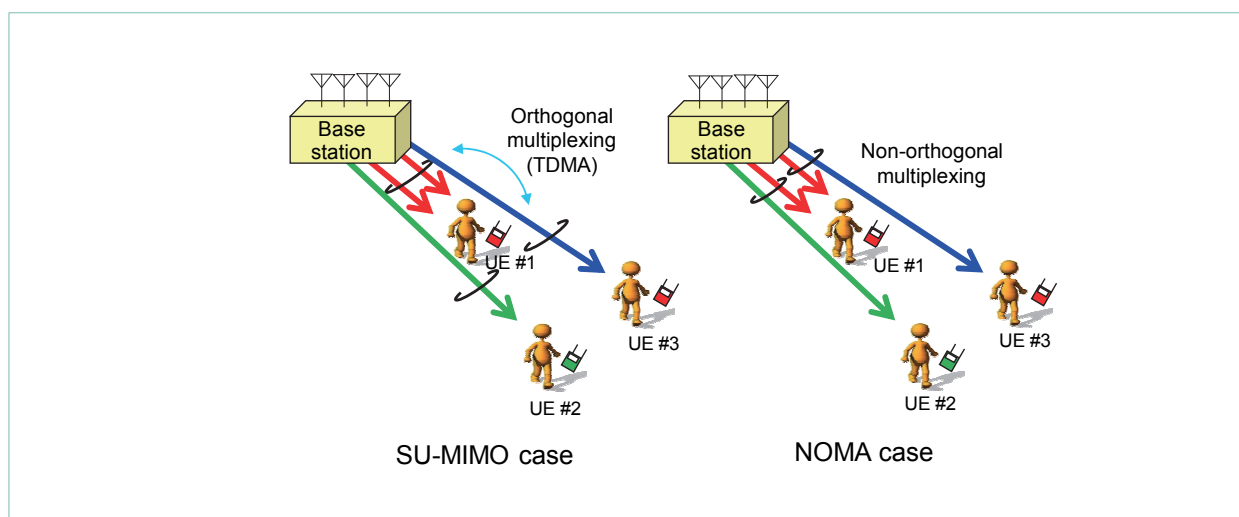 Base
station
Orthogonal
multiplexing
(TDMA)
UE #1
UE #3
UE #2
SU-MIMO case
Base
station
Non-orthogonal
multiplexing
UE #1
UE #3
UE #2
NOMA case